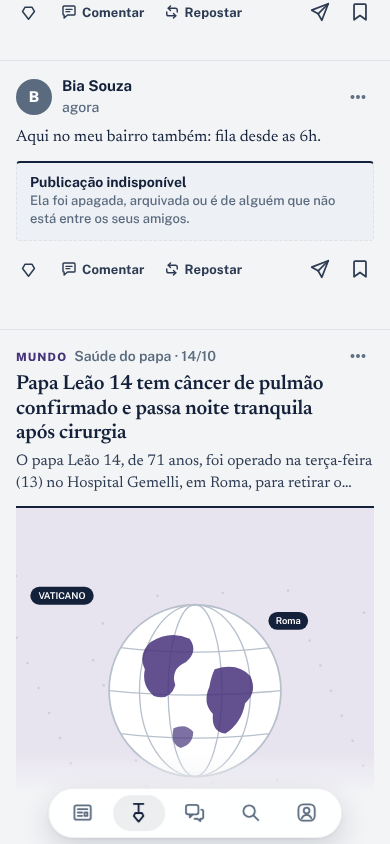 Comentar
Repostar
B
Bia Souza
agora
Aqui no meu bairro também: fila desde as 6h.
Publicação indisponível
Ela foi apagada, arquivada ou é de alguém que não
está entre os seus amigos.
Comentar
Repostar
MUNDO Saúde do papa · 14/10
Papa Leão 14 tem câncer de pulmão
confirmado e passa noite tranquila
após cirurgia
O papa Leão 14, de 71 anos, foi operado na terça-feira
(13) no Hospital Gemelli, em Roma, para retirar o...
VATICANO
Roma